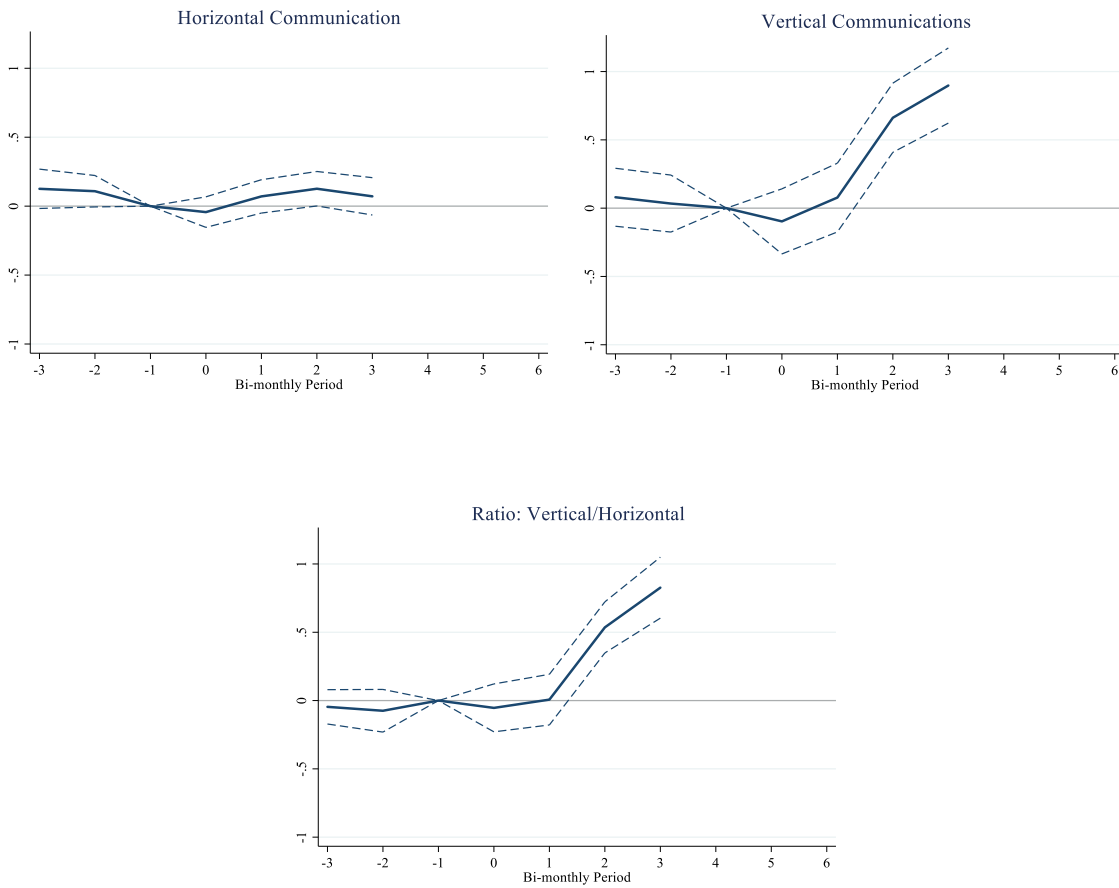 Horizontal Communication
1
.5
0
-.5
-1
-3 -2 -1 0 1 2 3 4 5 6
Bi-monthly Period
Vertical Communications
1
.5
0
-.5
-1
-3 -2 -1 0 1 2 3 4 5 6
Bi-monthly Period
Ratio: Vertical/Horizontal
1
.5
0
-.5
-1
-3 -2 -1 0 1 2 3 4 5 6
Bi-monthly Period